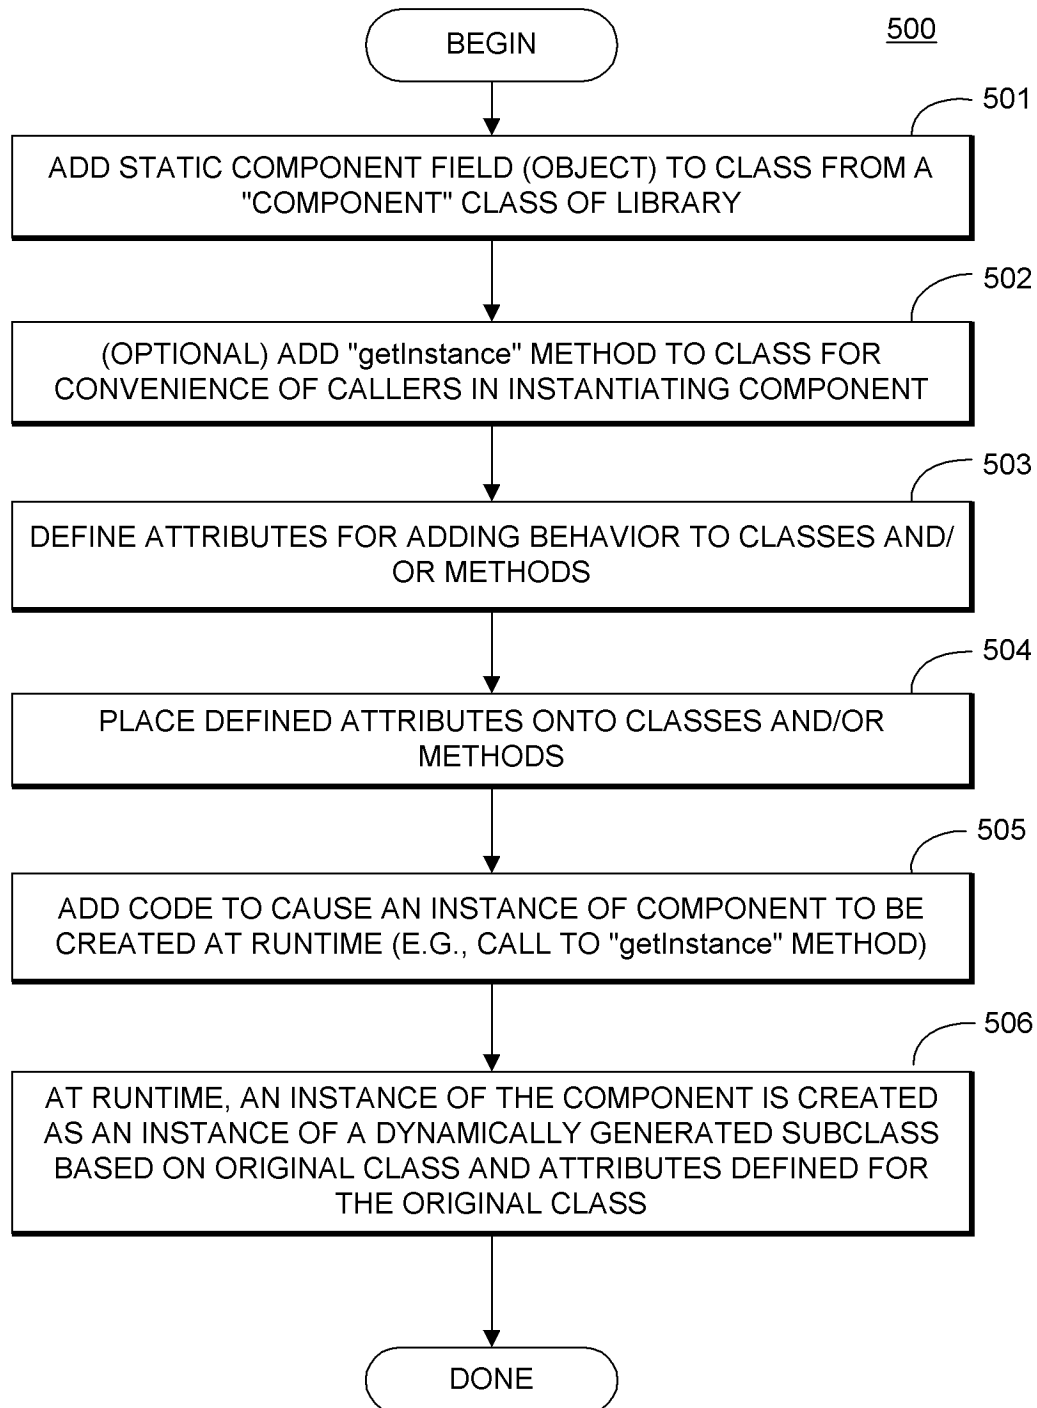 BEGIN
500
501
ADD STATIC COMPONENT FIELD (OBJECT) TO CLASS FROM A
"COMPONENT" CLASS OF LIBRARY
502
(OPTIONAL) ADD "getInstance" METHOD TO CLASS FOR
CONVENIENCE OF CALLERS IN INSTANTIATING COMPONENT
503
DEFINE ATTRIBUTES FOR ADDING BEHAVIOR TO CLASSES AND/
OR METHODS
504
PLACE DEFINED ATTRIBUTES ONTO CLASSES AND/OR
METHODS
505
ADD CODE TO CAUSE AN INSTANCE OF COMPONENT TO BE
CREATED AT RUNTIME (E.G., CALL TO "getInstance" METHOD)
506
AT RUNTIME, AN INSTANCE OF THE COMPONENT IS CREATED
AS AN INSTANCE OF A DYNAMICALLY GENERATED SUBCLASS
BASED ON ORIGINAL CLASS AND ATTRIBUTES DEFINED FOR
THE ORIGINAL CLASS
DONE